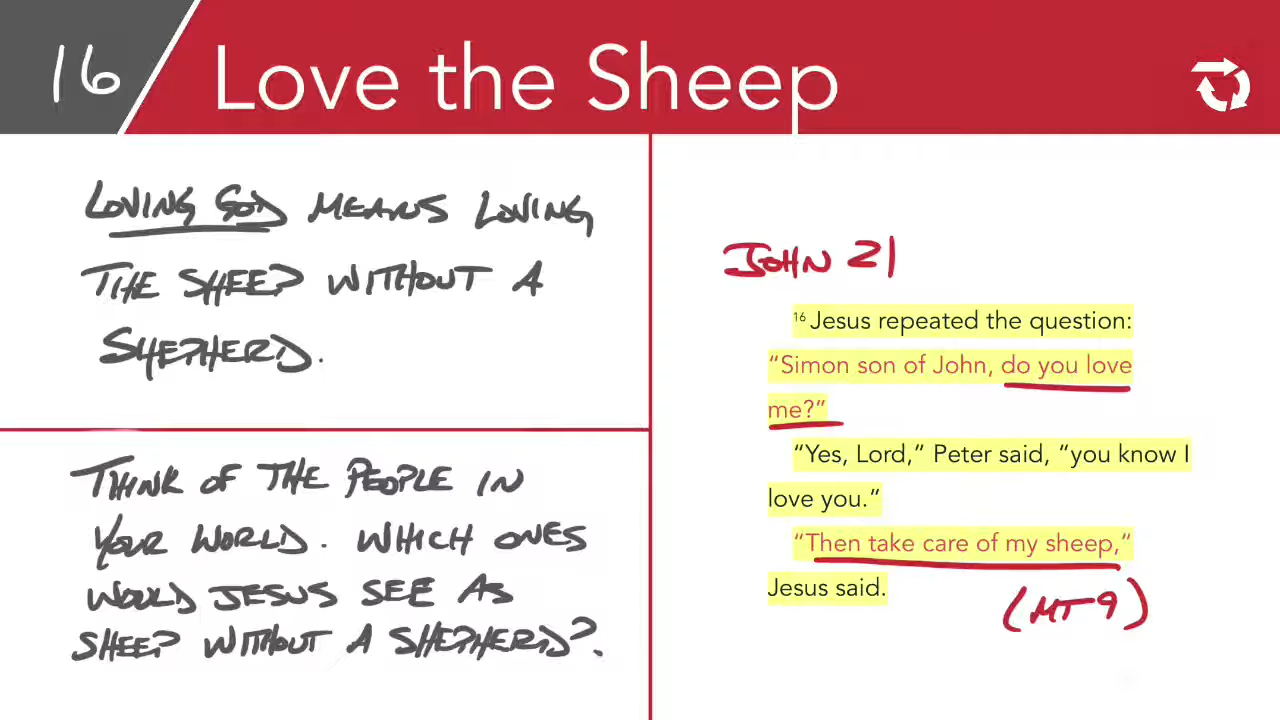 16
Love the Sheep
LOVING GOD MEANS LOVING
THE SHEEP WITHOUT A
SHEPHERD.
THINK OF THE PEOPLE IN
YOUR WORLD. WHICH ONES
WOULD JESUS SEE AS
SHEEP WITHOUT A SHEPHERD?.
JOHN 21
16 Jesus repeated the question:
“Simon son of John, do you love
me?”
“Yes, Lord,” Peter said, “you know I
love you.”
“Then take care of my sheep,”
Jesus said.
(MT 9)